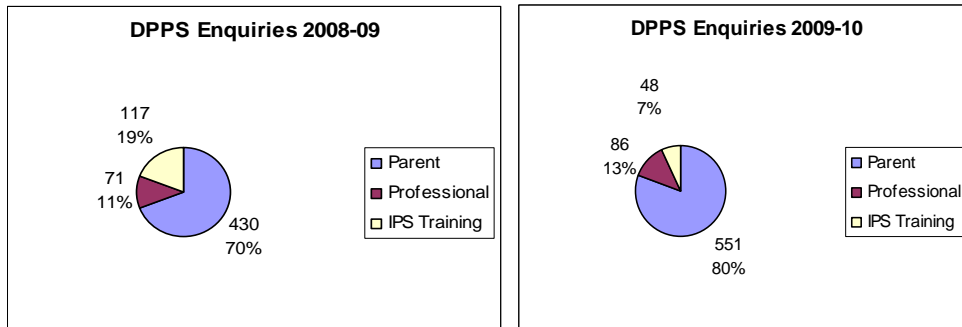 DPPS Enquiries 2008-09
117
19%
71
11%
430
70%
Parent
Professional
IPS Training
DPPS Enquiries 2009-10
48
7%
86
13%
551
80%
Parent
Professional
IPS Training